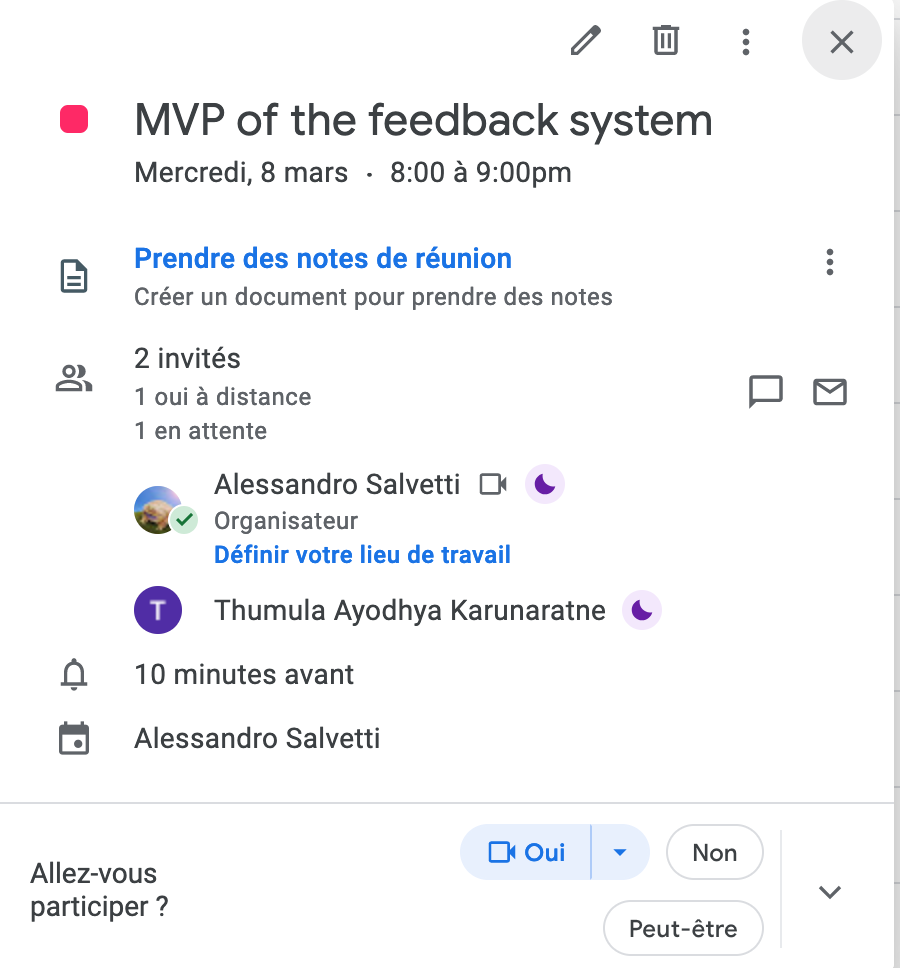 MVP of the feedback system
Mercredi, 8 mars · 8:00 à 9:00pm
Prendre des notes de réunion
Créer un document pour prendre des notes
2 invités
1 oui à distance
1 en attente
Alessandro Salvetti
Organisateur
Définir votre lieu de travail
T
Thumula Ayodhya Karunaratne
10 minutes avant
Alessandro Salvetti
Allez-vous
participer ?
Oui
Non
Peut-être